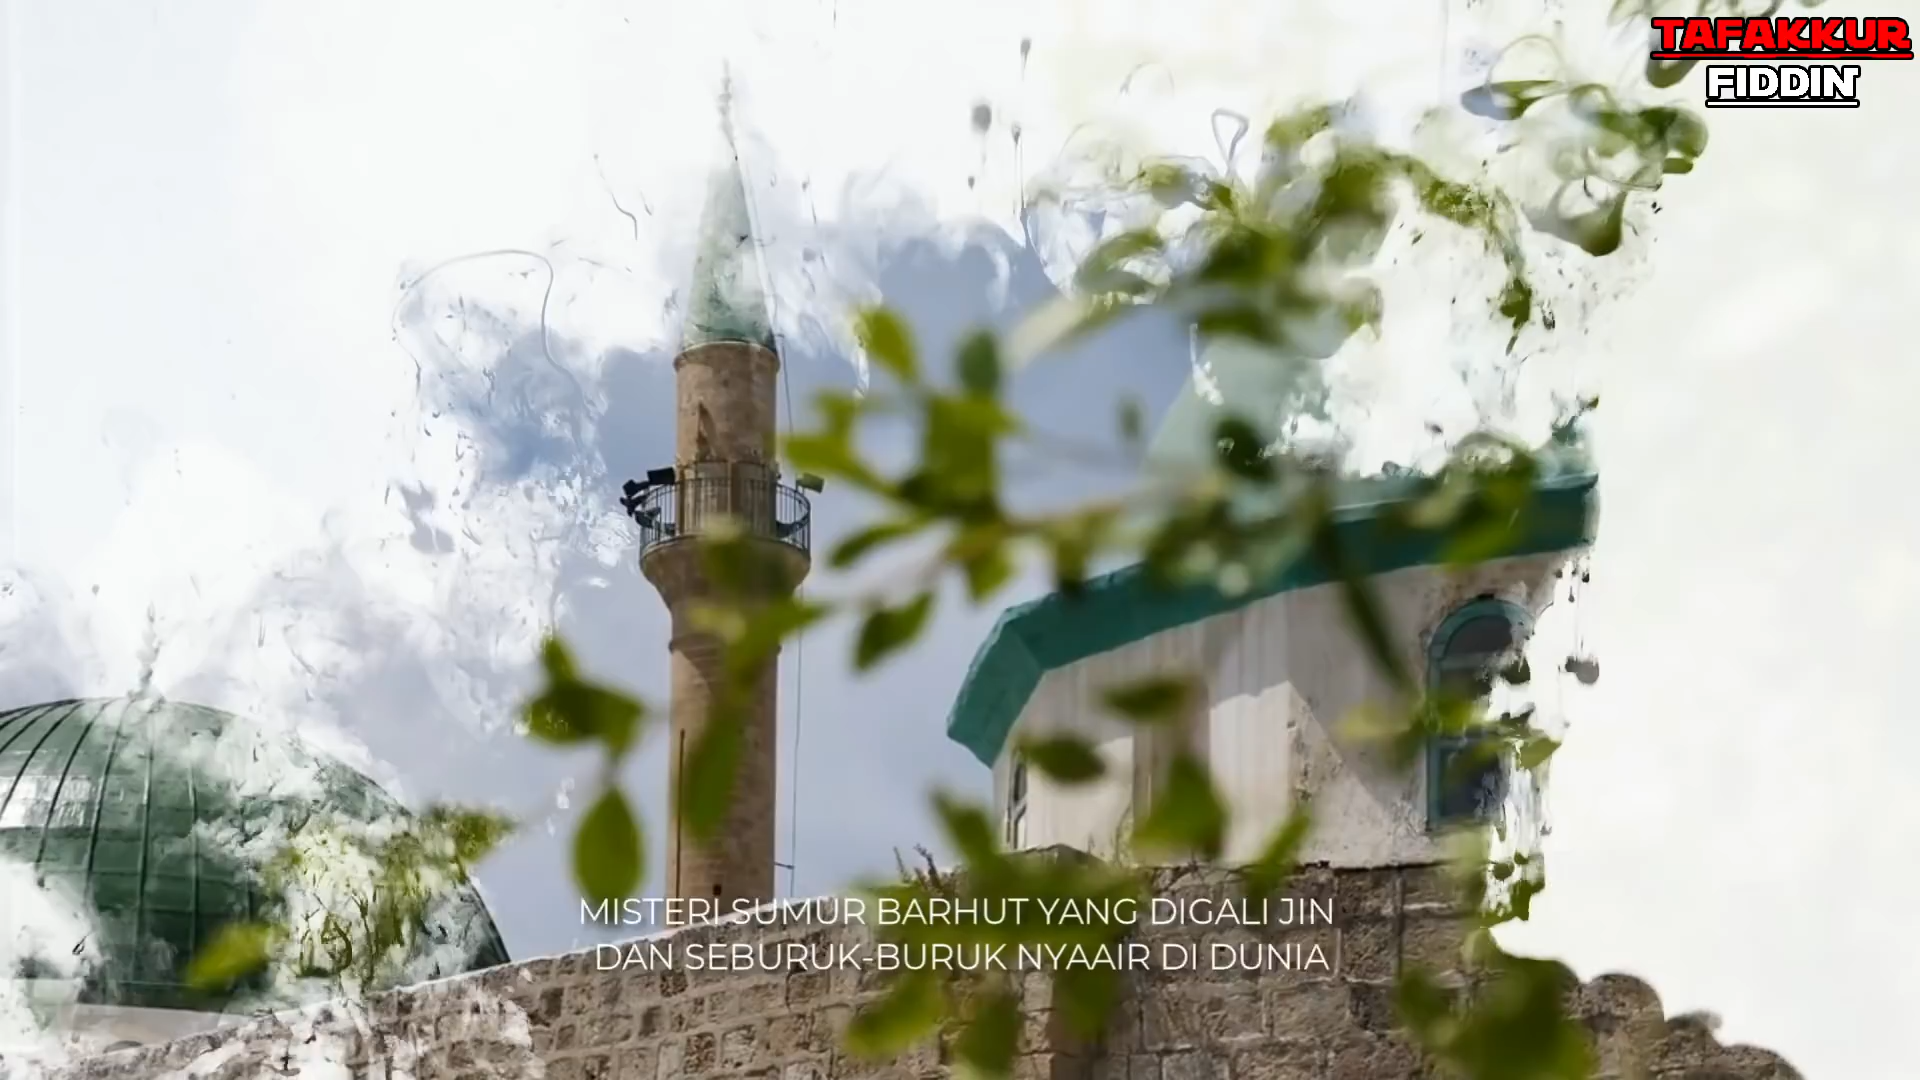 TAFAKKUR
FIDDIN
MISTERI SUMUR BARHUT YANG DIGALI JIN
DAN SEBURUK-BURUK NYAAIR DI DUNIA